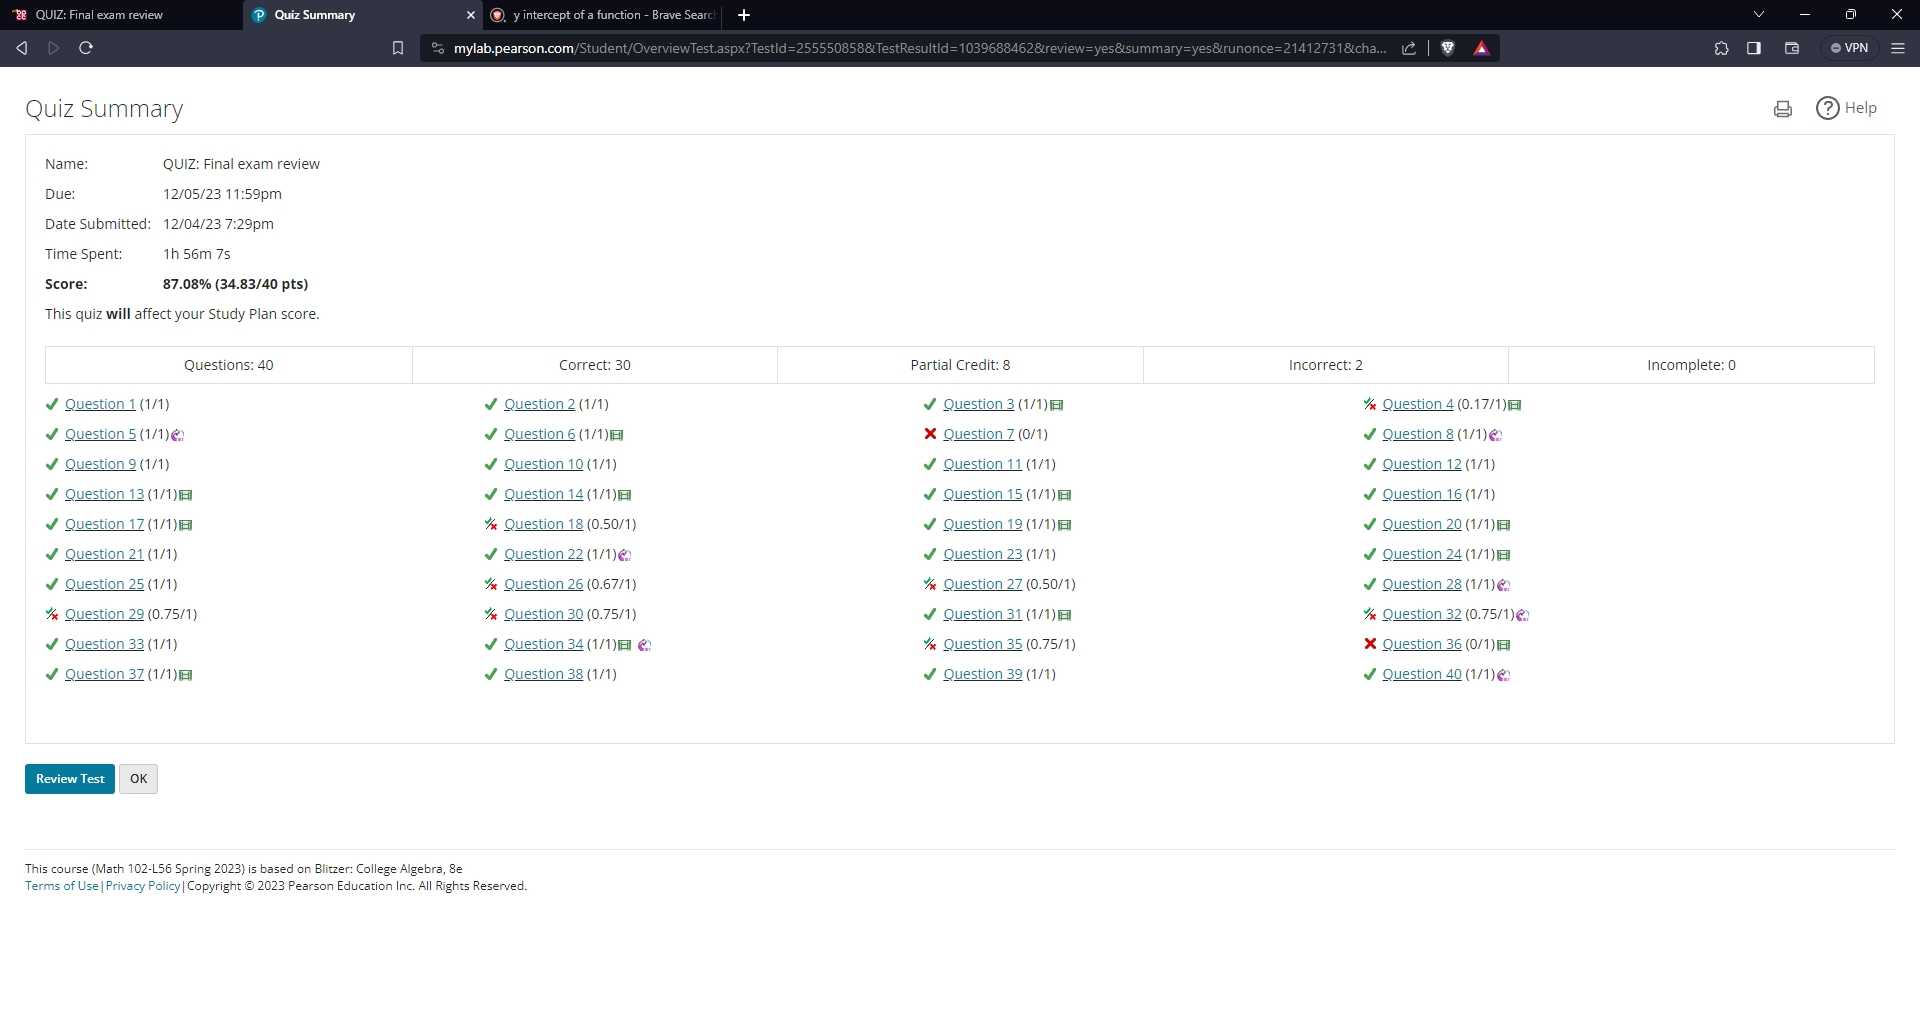 QUIZ: Final exam review
Quiz Summary
y intercept of a function - Brave Searc
mylab.pearson.com/Student/OverviewTest.aspx?TestId=255550858&TestResultId=1039688462&review=yes&summary=yes&runonce=21412731&cha...
VPN
Quiz Summary
Help
Name: QUIZ: Final exam review
Due: 12/05/23 11:59pm
Date Submitted: 12/04/23 7:29pm
Time Spent: 1h 56m 7s
Score: 87.08% (34.83/40 pts)
This quiz will affect your Study Plan score.
Questions: 40 Correct: 30 Partial Credit: 8 Incorrect: 2 Incomplete: 0
Question 1 (1/1) Question 2 (1/1) Question 3 (1/1) Question 4 (0.17/1)
Question 5 (1/1) Question 6 (1/1) Question 7 (0/1) Question 8 (1/1)
Question 9 (1/1) Question 10 (1/1) Question 11 (1/1) Question 12 (1/1)
Question 13 (1/1) Question 14 (1/1) Question 15 (1/1) Question 16 (1/1)
Question 17 (1/1) Question 18 (0.50/1) Question 19 (1/1) Question 20 (1/1)
Question 21 (1/1) Question 22 (1/1) Question 23 (1/1) Question 24 (1/1)
Question 25 (1/1) Question 26 (0.67/1) Question 27 (0.50/1) Question 28 (1/1)
Question 29 (0.75/1) Question 30 (0.75/1) Question 31 (1/1) Question 32 (0.75/1)
Question 33 (1/1) Question 34 (1/1) Question 35 (0.75/1) Question 36 (0/1)
Question 37 (1/1) Question 38 (1/1) Question 39 (1/1) Question 40 (1/1)
Review Test OK
This course (Math 102-L56 Spring 2023) is based on Blitzer: College Algebra, 8e
Terms of Use|Privacy Policy|Copyright © 2023 Pearson Education Inc. All Rights Reserved.